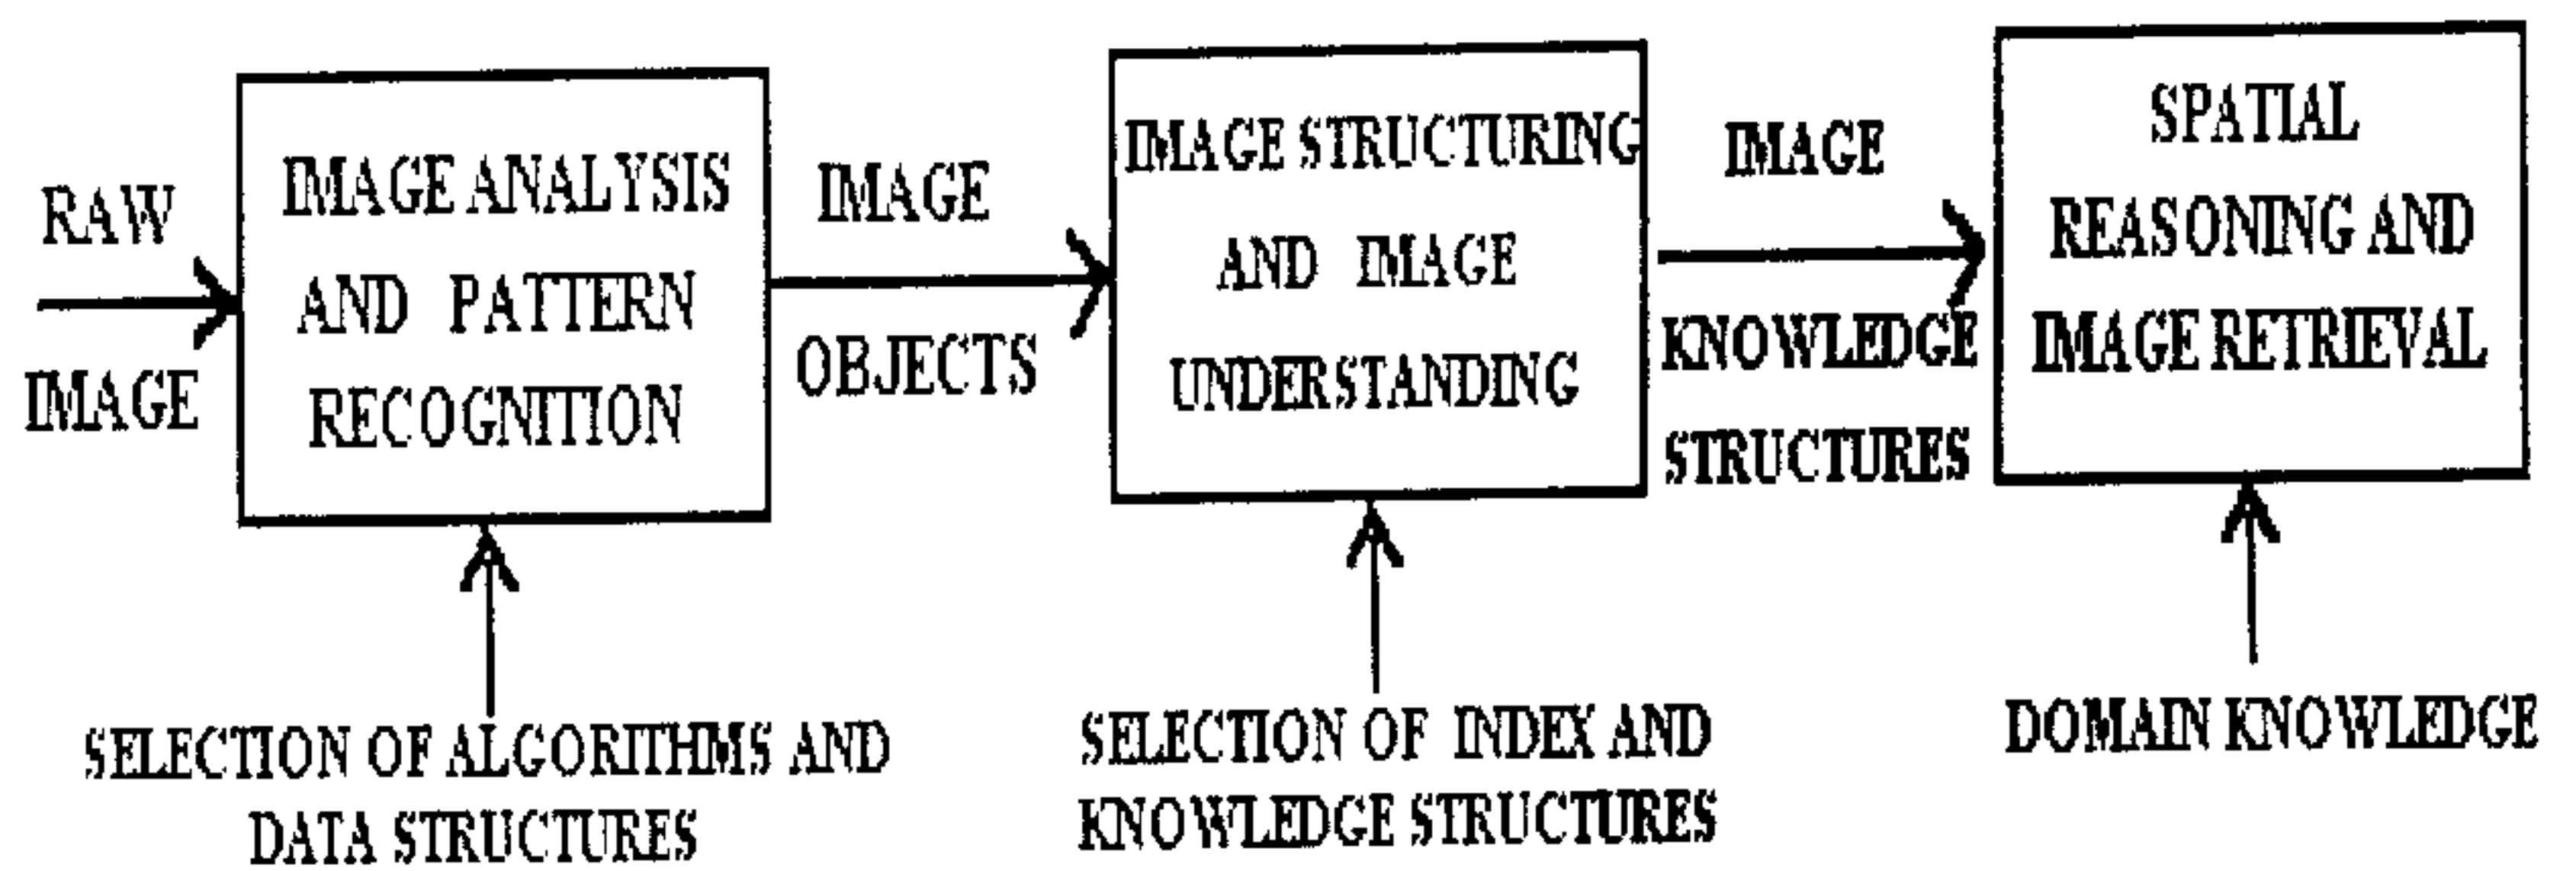 RAW
IMAGE
IMAGE ANALYSIS
AND PATTERN
RECOGNITION
IMAGE
OBJECTS
IMAGE STRUCTURING
AND IMAGE
UNDERSTANDING
IMAGE
KNOWLEDGE
STRUCTURES
SPATIAL
REASONING AND
IMAGE RETRIEVAL
SELECTION OF ALGORITHMS AND
DATA STRUCTURES
SELECTION OF INDEX AND
KNOWLEDGE STRUCTURES
DOMAIN KNOWLEDGE